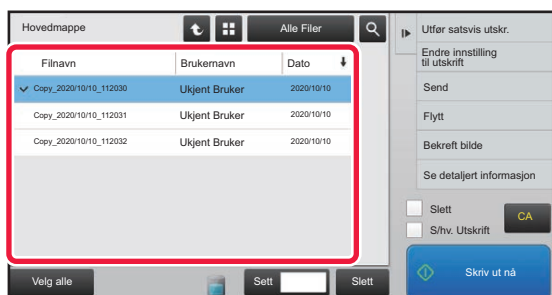 Hovedmappe
Alle Filer
Filnavn Brukernavn Dato
Copy_2020/10/10_112030 Ukjent Bruker 2020/10/10
Copy_2020/10/10_112031 Ukjent Bruker 2020/10/10
Copy_2020/10/10_112032 Ukjent Bruker 2020/10/10
Velg alle
Sett
Slett
Utfør satsvis utskr.
Endre innstilling
til utskrift
Send
Flytt
Bekreft bilde
Se detaljert informasjon
Slett
S/hv. Utskrift
CA
Skriv ut nå